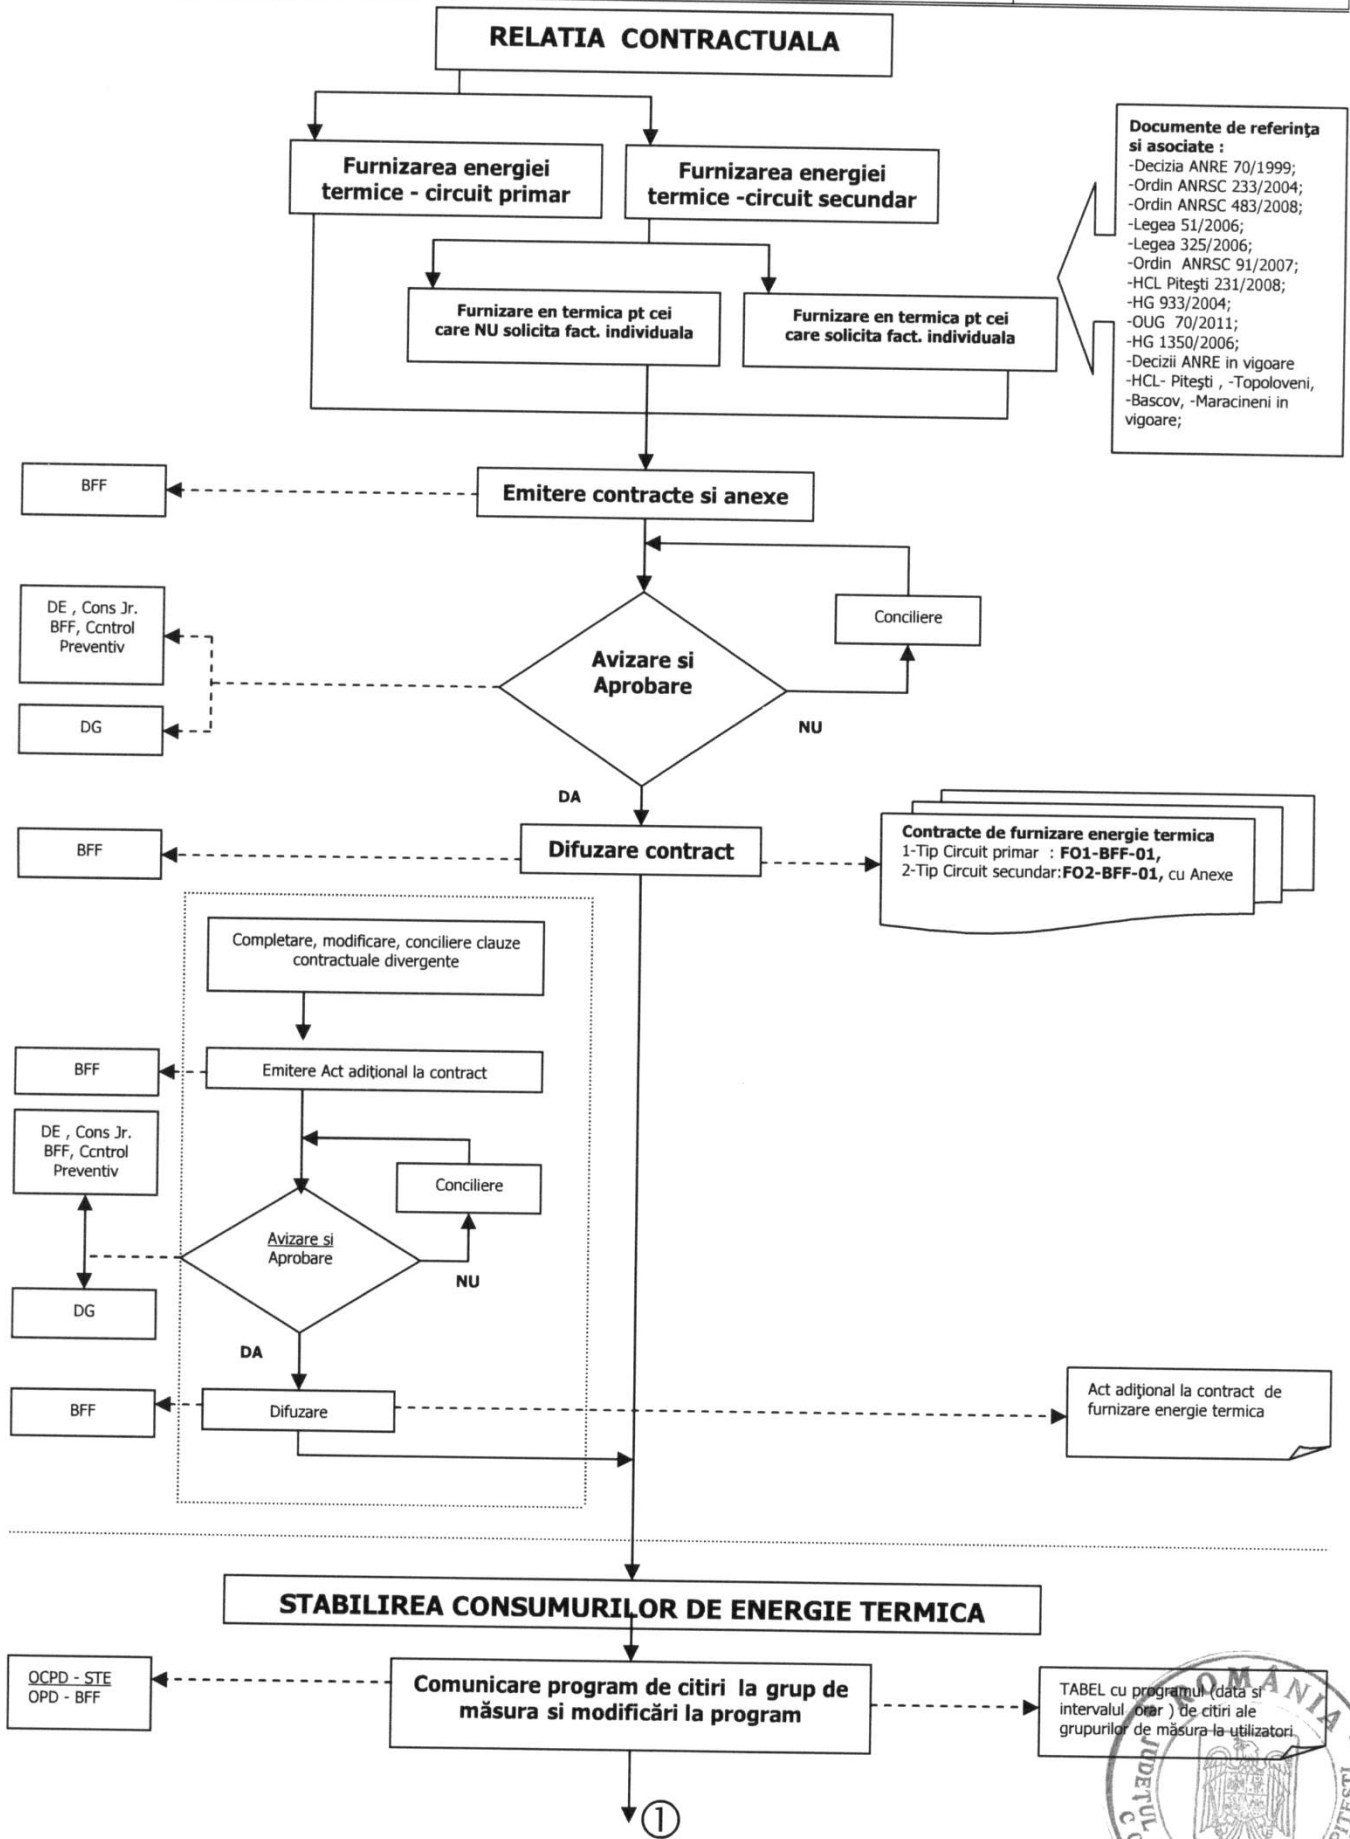 RELATIA CONTRACTUALA
Furnizarea energiei
termice - circuit primar
Furnizarea energiei
termice -circuit secundar
Documente de referința
si asociate :
-Decizia ANRE 70/1999;
-Ordin ANRSC 233/2004;
-Ordin ANRSC 483/2008;
-Legea 51/2006;
-Legea 325/2006;
-Ordin ANRSC 91/2007;
-HCL Pitești 231/2008;
-HG 933/2004;
-OUG 70/2011;
-HG 1350/2006;
-Decizii ANRE in vigoare
-HCL- Pitești , -Topoloveni,
-Bascov, -Maracineni in
vigoare;
Furnizare en termica pt cei
care NU solicita fact. individuala
Furnizare en termica pt cei
care solicita fact. individuala
BFF
Emitere contracte si anexe
DE , Cons Jr.
BFF, Ccntrol
Preventiv
Conciliere
Avizare si
Aprobare
DG
NU
DA
BFF
Difuzare contract
Contracte de furnizare energie termica
1-Tip Circuit primar : FO1-BFF-01,
2-Tip Circuit secundar:FO2-BFF-01, cu Anexe
Completare, modificare, conciliere clauze
contractuale divergente
BFF
Emitere Act adițional la contract
DE , Cons Jr.
BFF, Ccntrol
Preventiv
Conciliere
Avizare si
Aprobare
NU
DG
DA
BFF
Difuzare
Act adițional la contract de
furnizare energie termica
STABILIREA CONSUMURILOR DE ENERGIE TERMICA
OCPD - STE
OPD - BFF
Comunicare program de citiri la grup de
măsura si modificări la program
TABEL cu programul (data si
intervalul orar ) de citiri ale
grupurilor de măsura la utilizatori
ROMÂNIA
JUDEȚUL
PITEȘTI
1